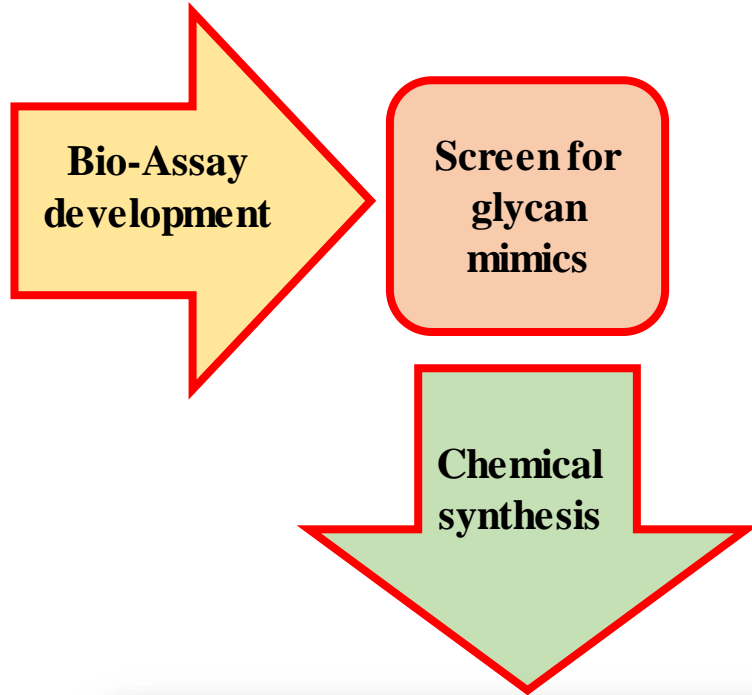 Bio-Assay
development
Screen for
glycan
mimics
Chemical
synthesis